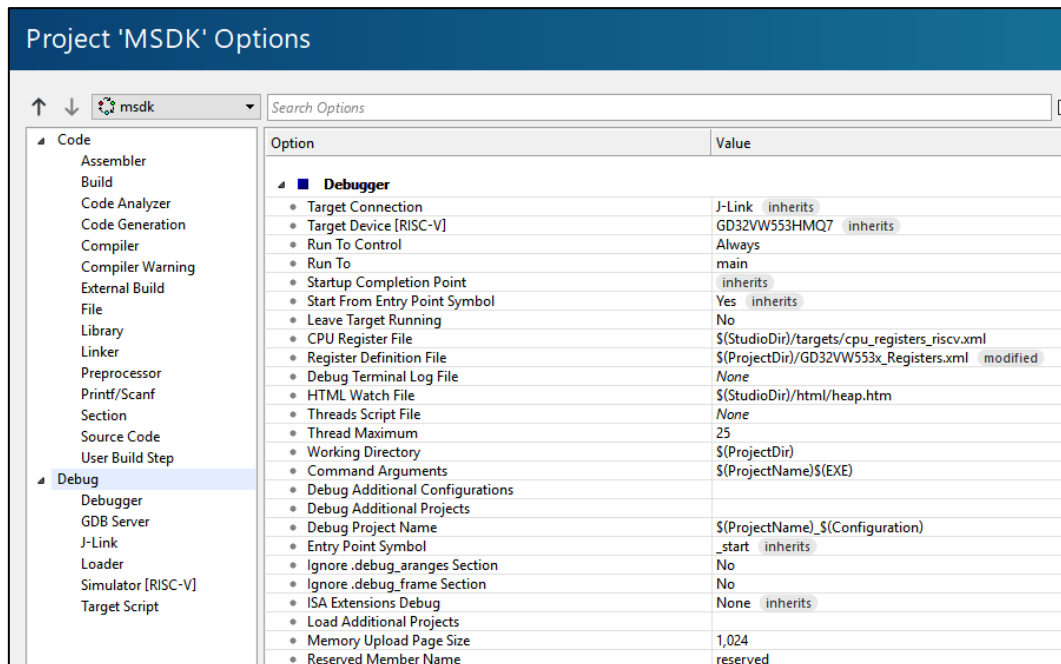 Project 'MSDK' Options
msdk
Search Options
Code
Assembler
Build
Code Analyzer
Code Generation
Compiler
Compiler Warning
External Build
File
Library
Linker
Preprocessor
Printf/Scanf
Section
Source Code
User Build Step
Debug
Debugger
GDB Server
J-Link
Loader
Simulator [RISC-V]
Target Script
Option Value
Debugger
Target Connection J-Link inherits
Target Device [RISC-V] GD32VW553HMQ7 inherits
Run To Control Always
Run To main
Startup Completion Point inherits
Start From Entry Point Symbol Yes inherits
Leave Target Running No
CPU Register File $(StudioDir)/targets/cpu_registers_riscv.xml
Register Definition File $(ProjectDir)/GD32VW553x_Registers.xml modified
Debug Terminal Log File None
HTML Watch File $(StudioDir)/html/heap.htm
Threads Script File None
Thread Maximum 25
Working Directory $(ProjectDir)
Command Arguments $(ProjectName)$(EXE)
Debug Additional Configurations
Debug Additional Projects
Debug Project Name $(ProjectName)_$(Configuration)
Entry Point Symbol _start inherits
Ignore .debug_aranges Section No
Ignore .debug_frame Section No
ISA Extensions Debug None inherits
Load Additional Projects
Memory Upload Page Size 1,024
Reserved Member Name reserved